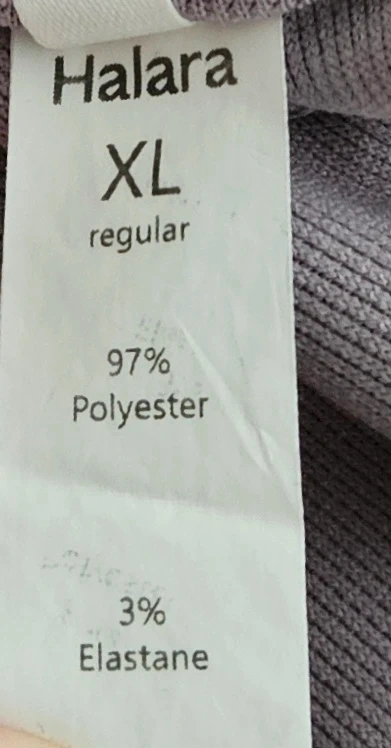 Halara
XL
regular
97%
Polyester
3%
Elastane